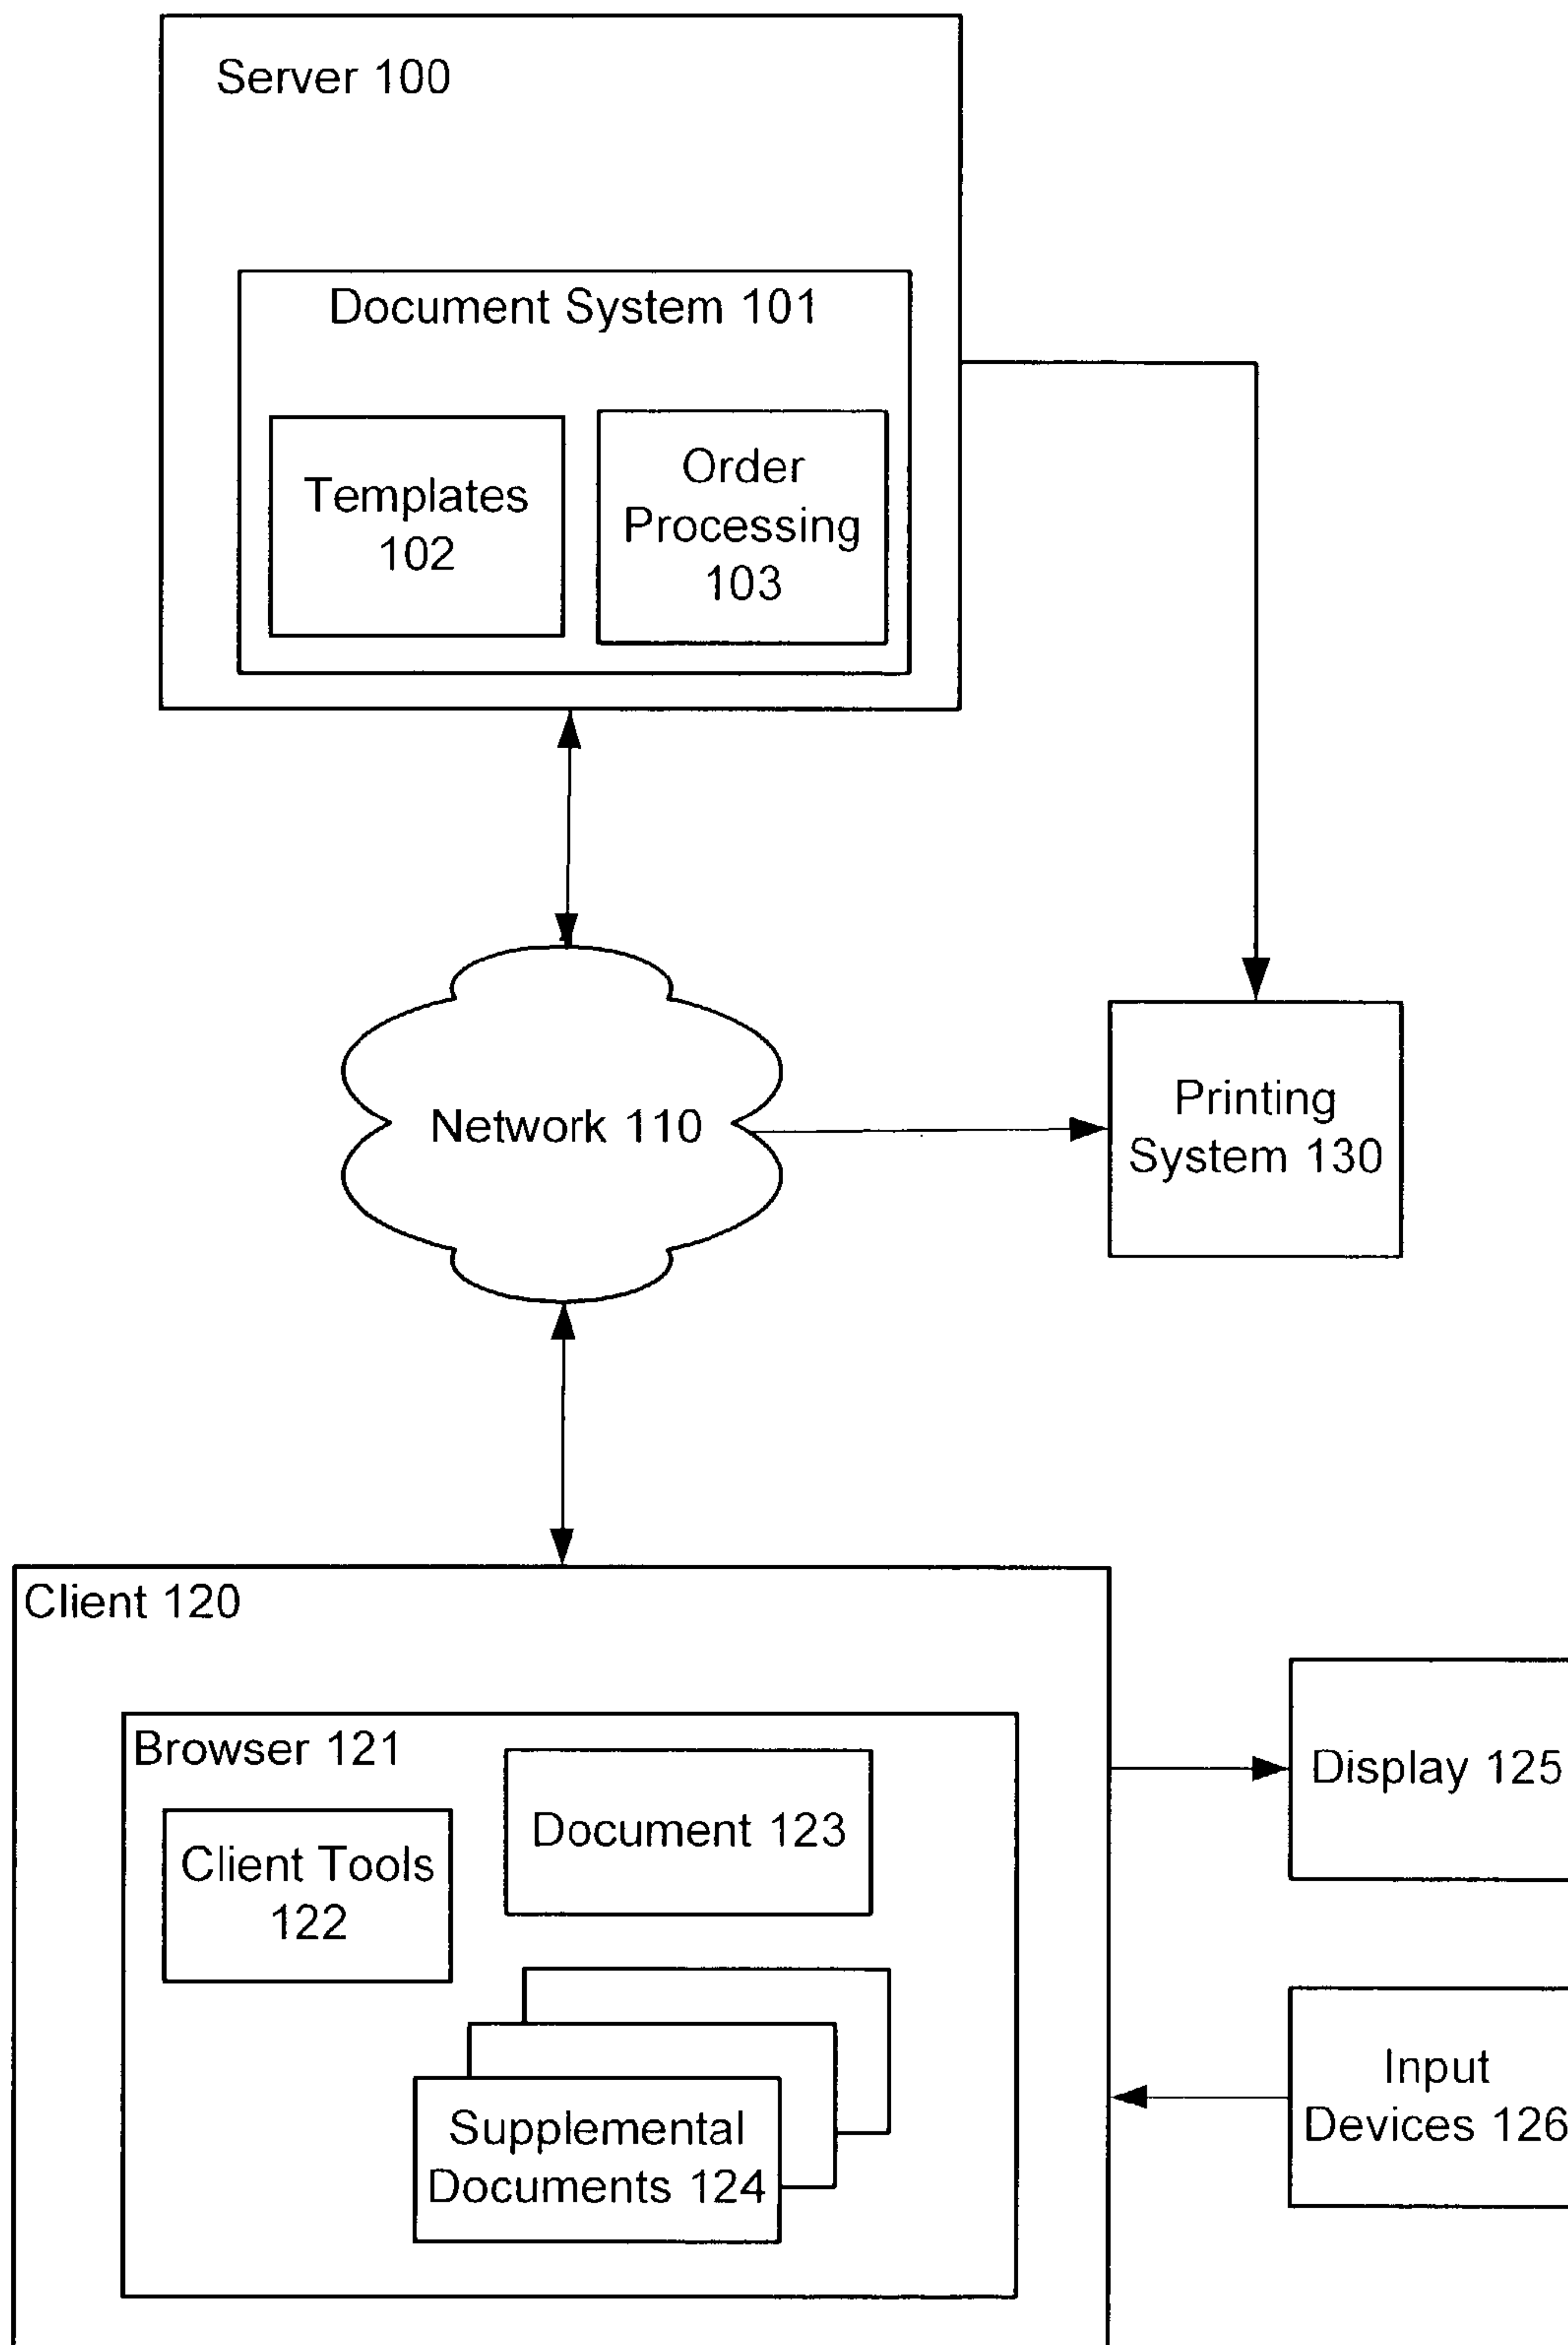 Server 100
Document System 101
Templates
102
Order
Processing
103
Network 110
Printing
System 130
Client 120
Browser 121
Client Tools
122
Document 123
Supplemental
Documents 124
Display 125
Input
Devices 126